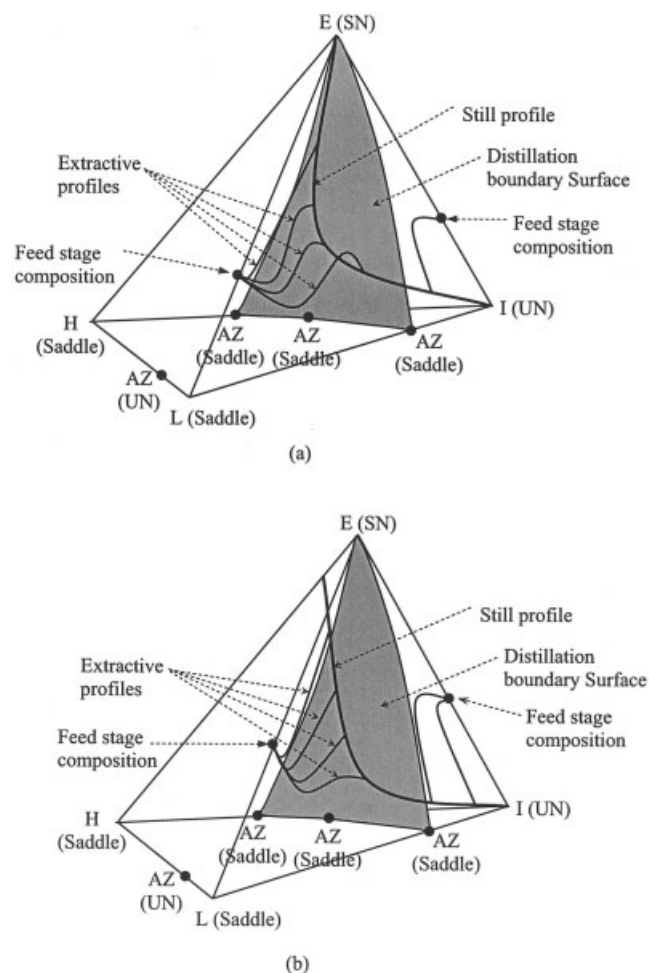 E (SN)
Still profile
Extractive
profiles
Distillation
boundary Surface
Feed stage
composition
Feed stage
composition
I (UN)
H
(Saddle)
AZ
(Saddle)
AZ
(Saddle)
AZ
(Saddle)
AZ
(UN)
L (Saddle)
(a)
E (SN)
Still profile
Extractive
profiles
Distillation
boundary Surface
Feed stage
composition
Feed stage
composition
I (UN)
H
(Saddle)
AZ
(Saddle)
AZ
(Saddle)
AZ
(Saddle)
AZ
(UN)
L (Saddle)
(b)